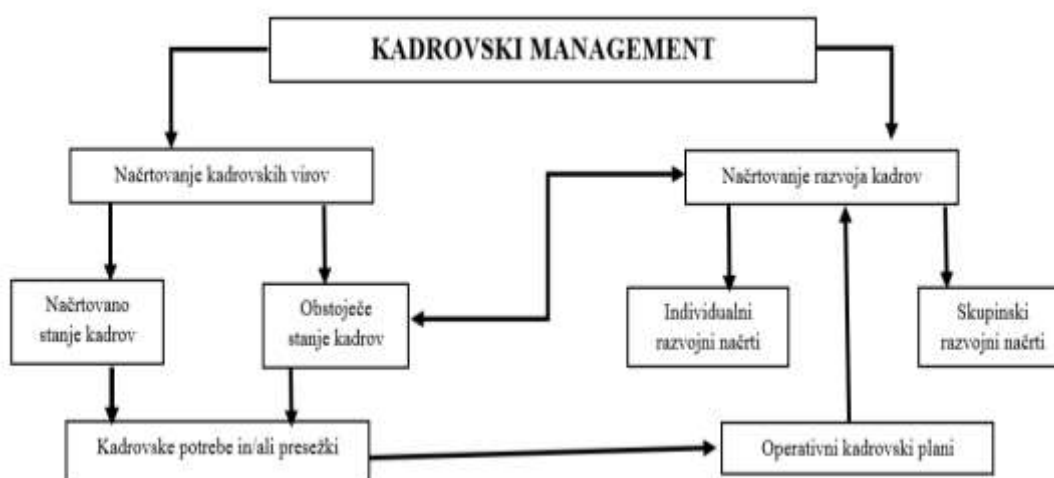 KADROVSKI MANAGEMENT
Načrtovanje kadrovskih virov
Načrtovanje razvoja kadrov
Načrtovano
stanje kadrov
Obstoječe
stanje kadrov
Individualni
razvojni načrti
Skupinski
razvojni načrti
Kadrovske potrebe in/ali presežki
Operativni kadrovski plani